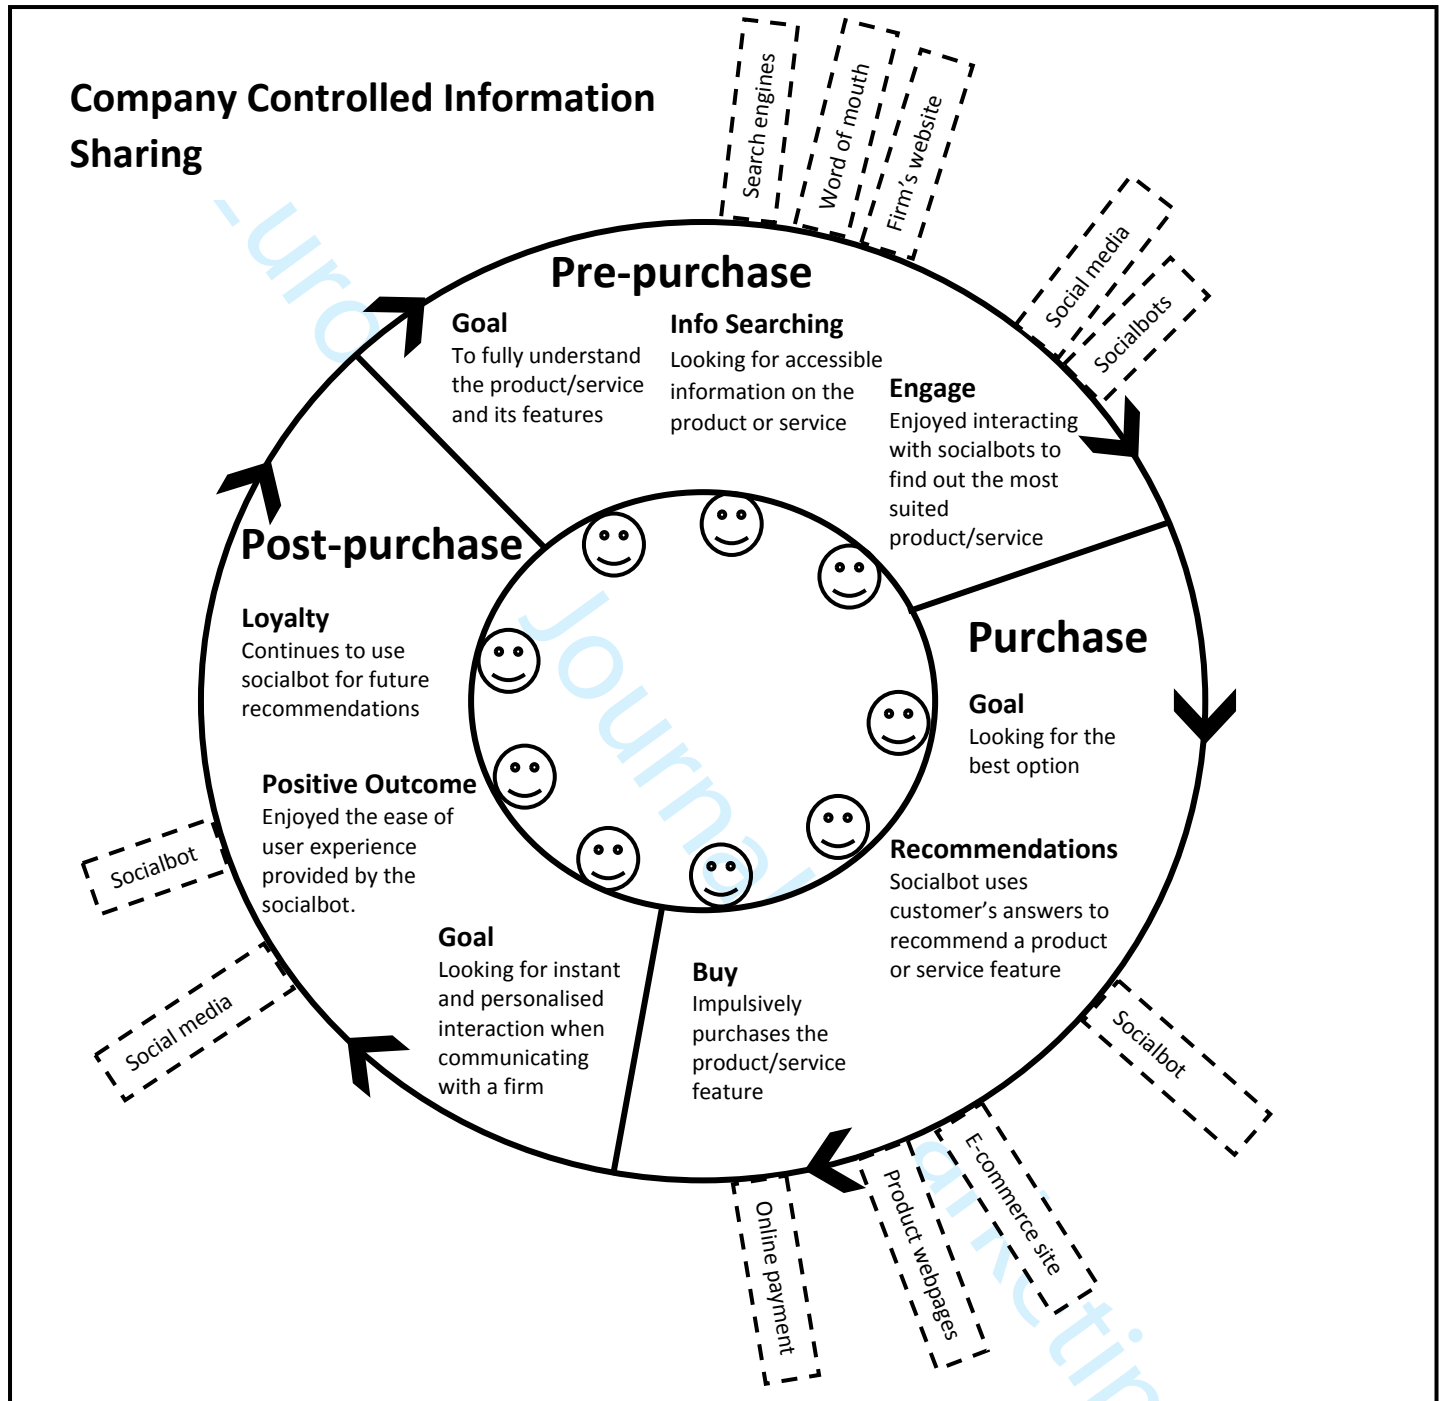 Company Controlled Information
Sharing
Search engines
Word of mouth
Firm's website
Social media
Socialbots
Pre-purchase
Goal
To fully understand
the product/service
and its features
Info Searching
Looking for accessible
information on the
product or service
Engage
Enjoyed interacting
with socialbots to
find out the most
suited
product/service
Purchase
Goal
Looking for the
best option
Recommendations
Socialbot uses
customer's answers to
recommend a product
or service feature
Buy
Impulsively
purchases the
product/service
feature
Socialbot
E-commerce site
Product webpages
Online payment
Post-purchase
Loyalty
Continues to use
socialbot for future
recommendations
Positive Outcome
Enjoyed the ease of
user experience
provided by the
socialbot.
Goal
Looking for instant
and personalised
interaction when
communicating
with a firm
Socialbot
Social media
Journal